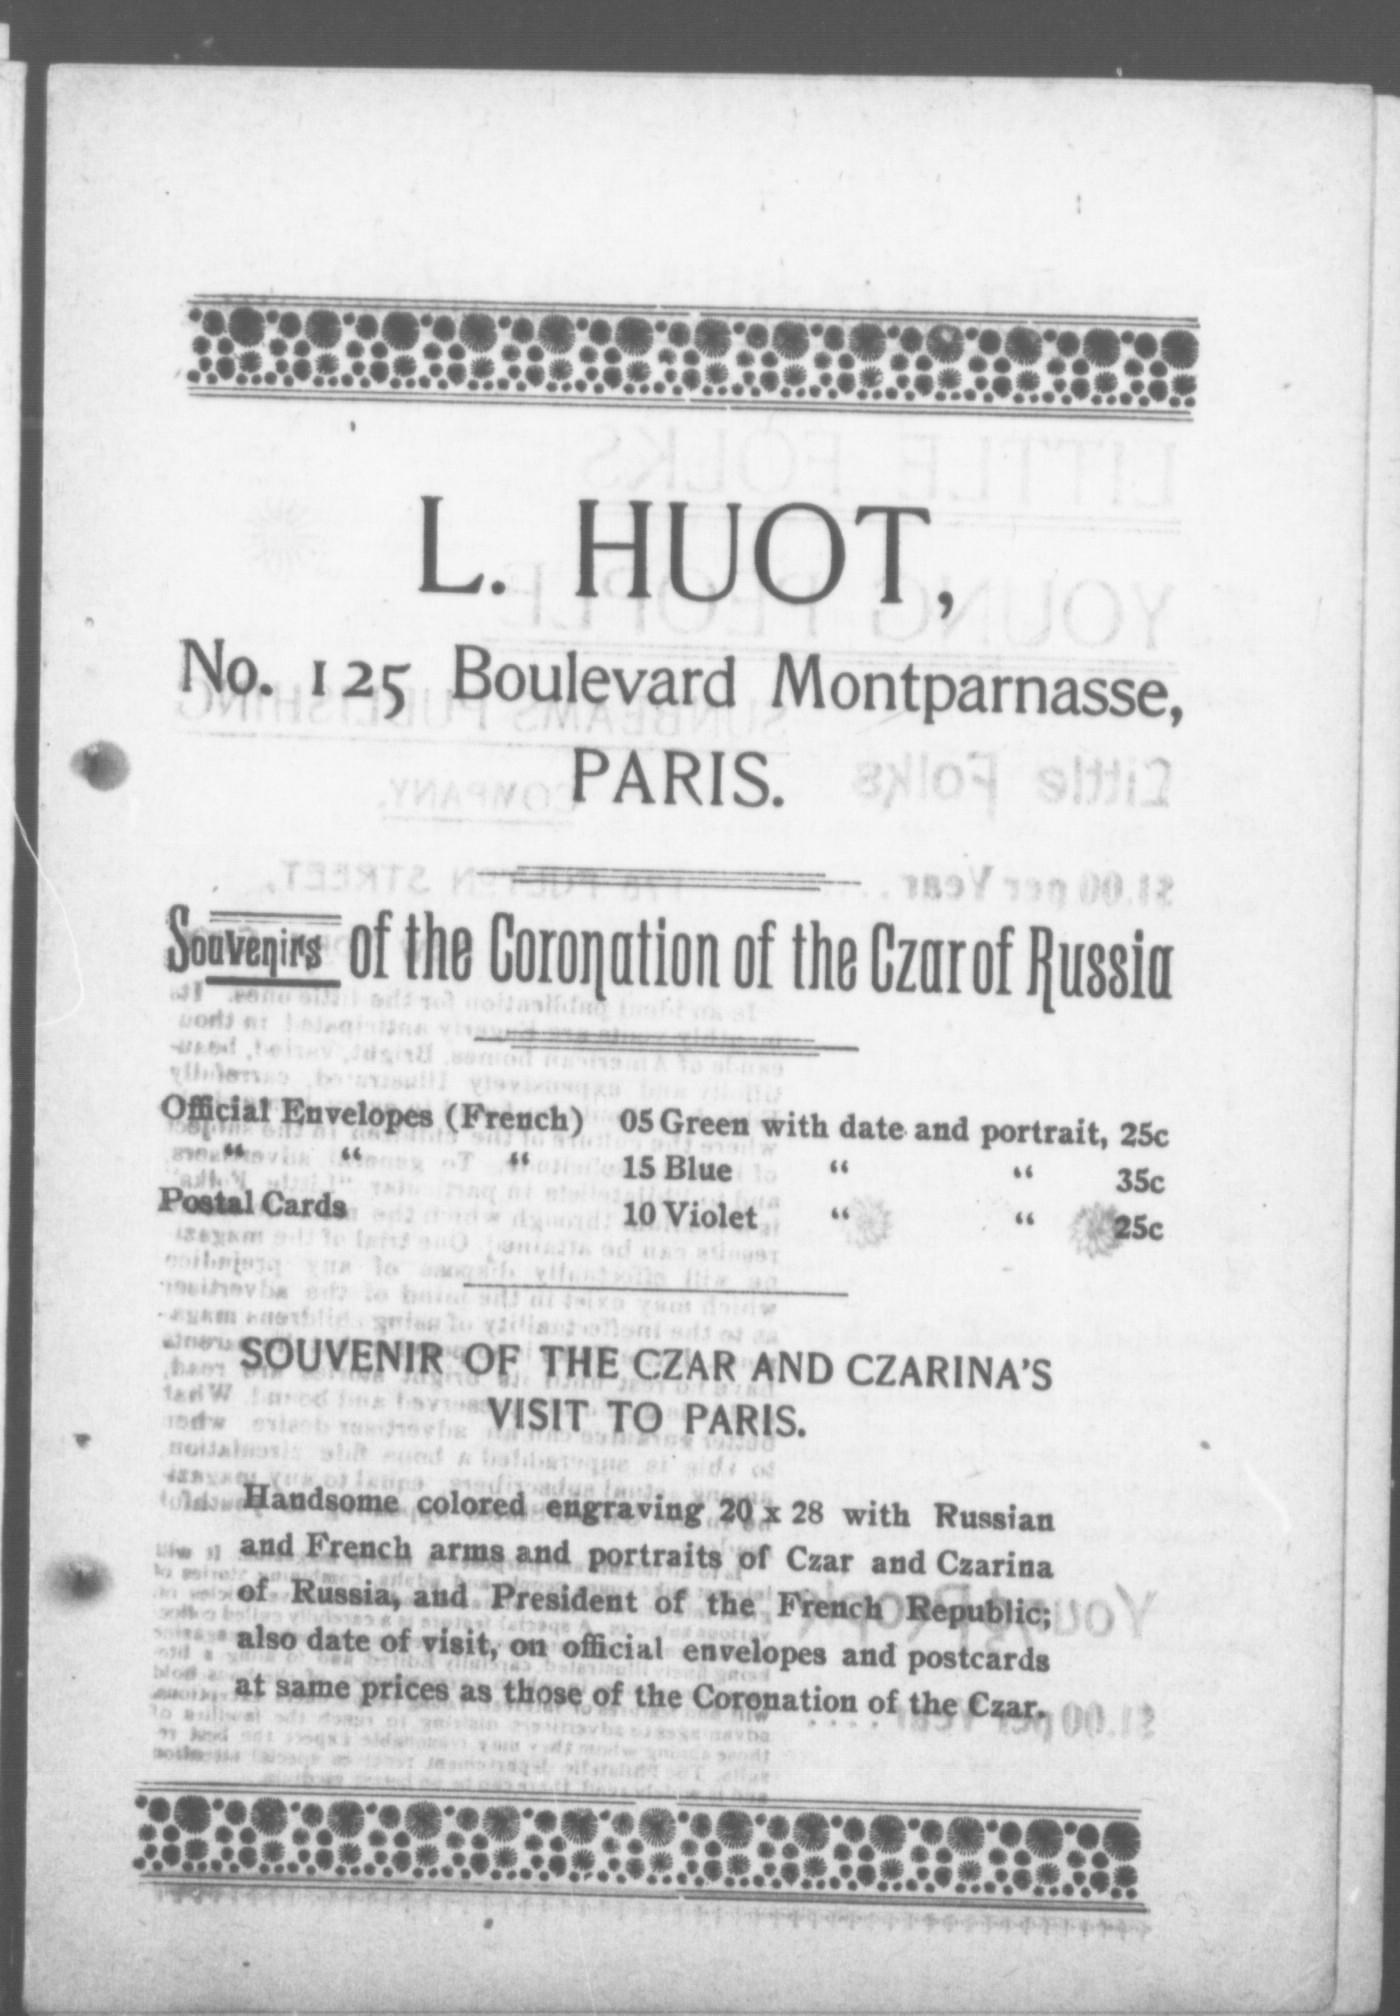 L. HUOT,
No. 125 Boulevard Montparnasse,
PARIS.
Souvenirs of the Coronation of the Czar of Russia
Official Envelopes (French) 05 Green with date and portrait, 25c
“ “ “ 15 Blue “ “ 35c
Postal Cards 10 Violet “ “ 25c
SOUVENIR OF THE CZAR AND CZARINA'S
VISIT TO PARIS.
Handsome colored engraving 20 x 28 with Russian
and French arms and portraits of Czar and Czarina
of Russia, and President of the French Republic;
also date of visit, on official envelopes and postcards
at same prices as those of the Coronation of the Czar.